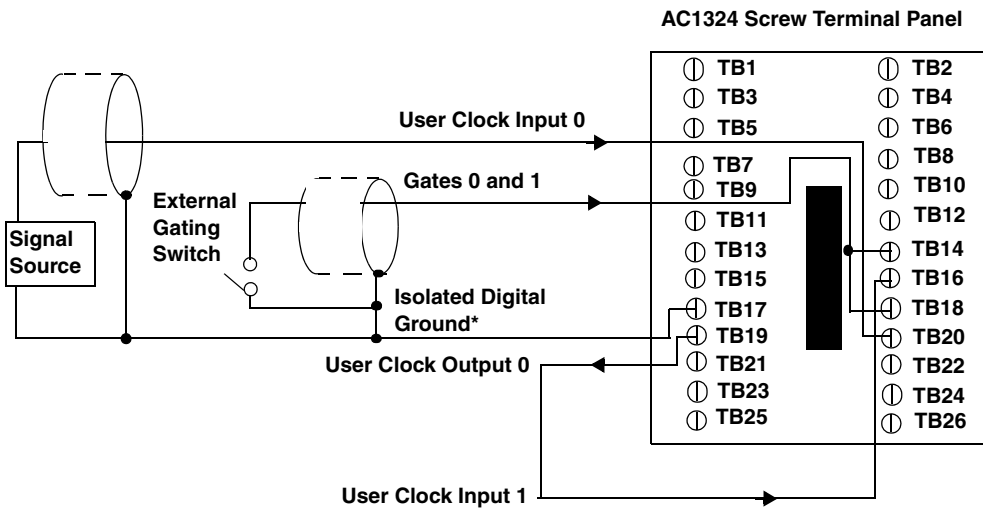 AC1324 Screw Terminal Panel
TB1
TB2
TB3
TB4
User Clock Input 0
TB5
TB6
TB7
TB8
Gates 0 and 1
TB9
TB10
External
Gating
Switch
TB11
TB12
Signal
Source
TB13
TB14
TB15
TB16
Isolated Digital
Ground*
TB17
TB18
TB19
TB20
User Clock Output 0
TB21
TB22
TB23
TB24
TB25
TB26
User Clock Input 1